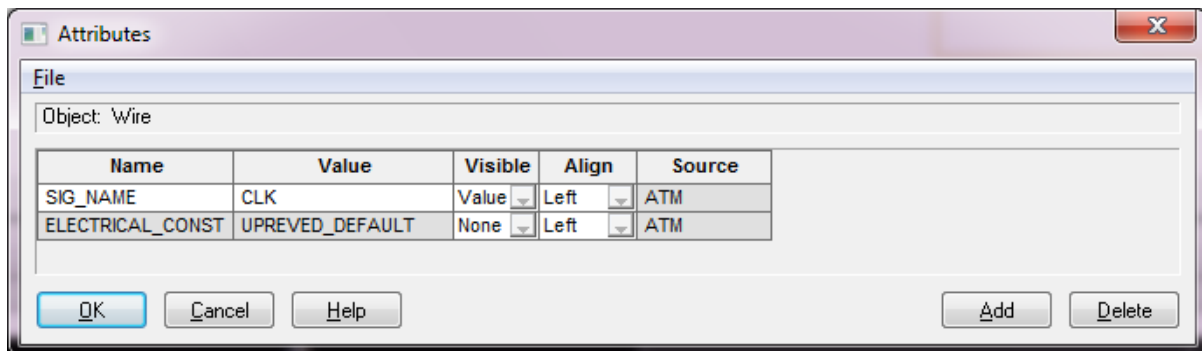 Attributes
File
Object: Wire
Name Value Visible Align Source
SIG_NAME CLK Value Left ATM
ELECTRICAL_CONST UPREVED_DEFAULT None Left ATM
OK Cancel Help Add Delete